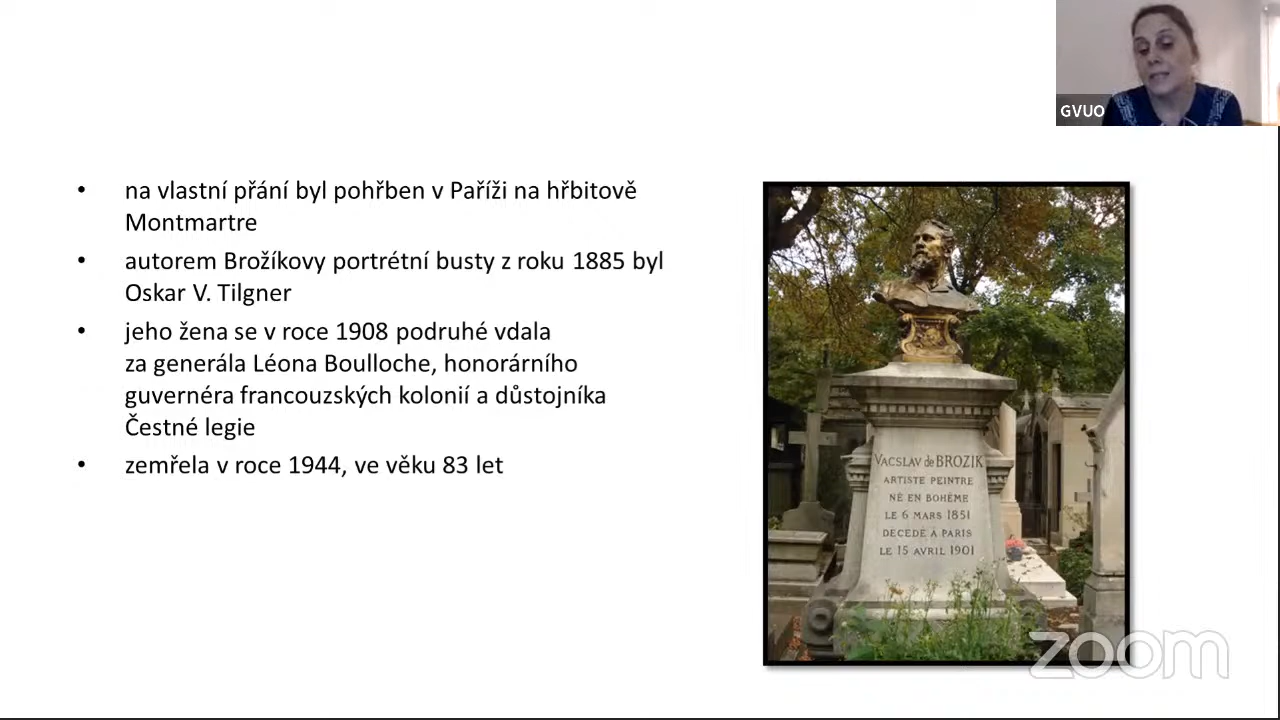 GVUO
• na vlastní přání byl pohřben v Paříži na hřbitově
Montmartre
• autorem Brožíkovy portrétní busty z roku 1885 byl
Oskar V. Tilgner
• jeho žena se v roce 1908 podruhé vdala
za generála Léona Boulloche, honorárního
guvernéra francouzských kolonií a důstojníka
Čestné legie
• zemřela v roce 1944, ve věku 83 let
VACSLAV de BROZIK
ARTISTE PEINTRE
NÉ EN BOHÊME
LE 6 MARS 1851
DECEDÉ À PARIS
LE 15 AVRIL 1901
zoom